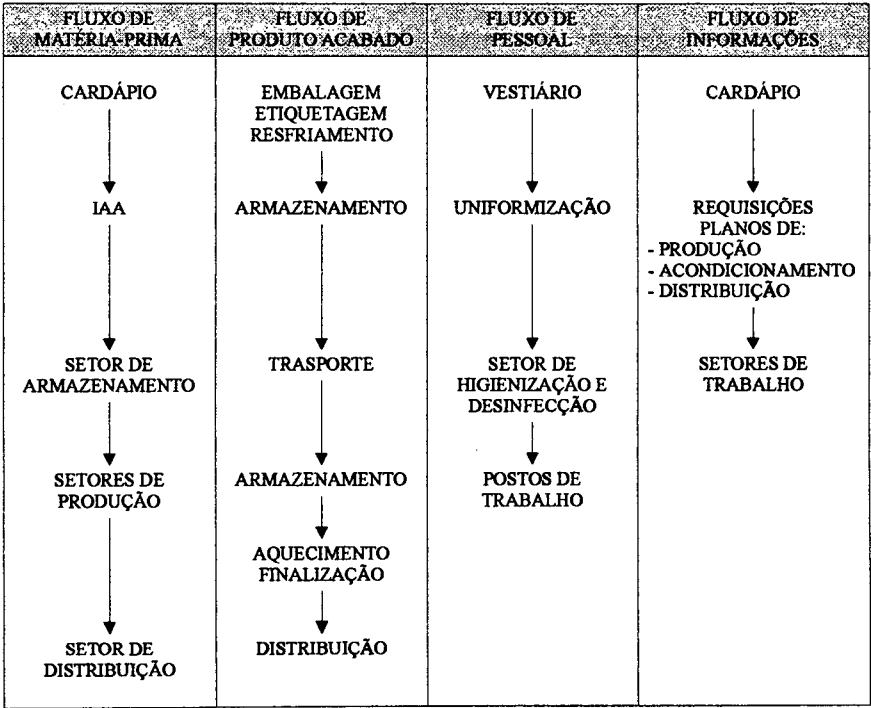 FLUXO DE
MATÉRIA-PRIMA
FLUXO DE
PRODUTO ACABADO
FLUXO DE
PESSOAL
FLUXO DE
INFORMAÇÕES
CARDÁPIO
IAA
SETOR DE
ARMAZENAMENTO
SETORES DE
PRODUÇÃO
SETOR DE
DISTRIBUIÇÃO
EMBALAGEM
ETIQUETAGEM
RESFRIAMENTO
ARMAZENAMENTO
TRASPORTE
ARMAZENAMENTO
AQUECIMENTO
FINALIZAÇÃO
DISTRIBUIÇÃO
VESTIÁRIO
UNIFORMIZAÇÃO
SETOR DE
HIGIENIZAÇÃO E
DESINFECÇÃO
POSTOS DE
TRABALHO
CARDÁPIO
REQUISIÇÕES
PLANOS DE:
- PRODUÇÃO
- ACONDICIONAMENTO
- DISTRIBUIÇÃO
SETORES DE
TRABALHO